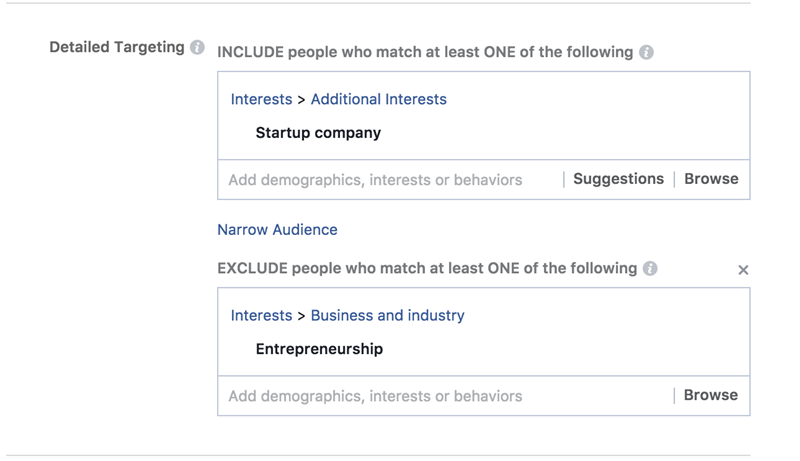 Detailed Targeting
INCLUDE people who match at least ONE of the following
Interests > Additional Interests
Startup company
Add demographics, interests or behaviors | Suggestions | Browse
Narrow Audience
EXCLUDE people who match at least ONE of the following
Interests > Business and industry
Entrepreneurship
Add demographics, interests or behaviors | Browse